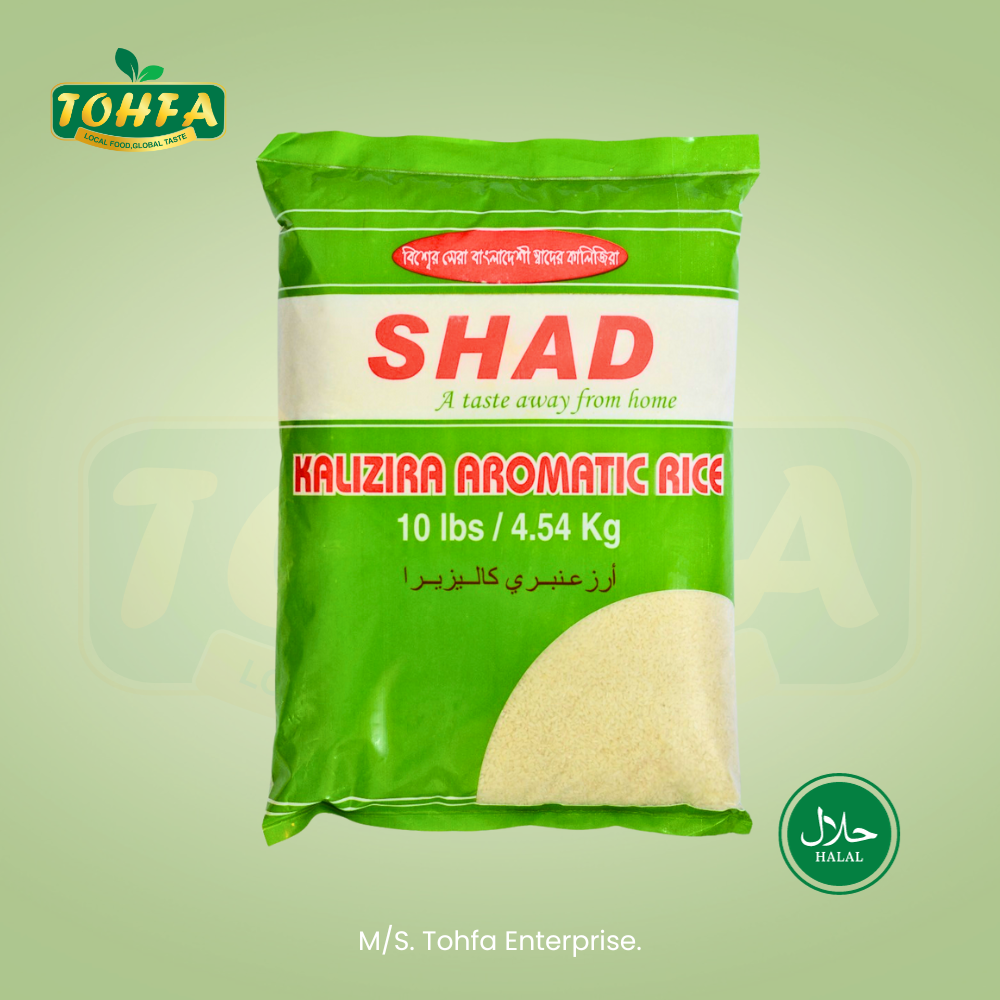 TOHFA
LOCAL FOOD,GLOBAL TASTE
বিশ্বের সেরা বাংলাদেশী স্বাদের কালিজিরা
SHAD
A taste away from home
KALIZIRA AROMATIC RICE
10 lbs / 4.54 Kg
أرز عنبري كاليزيرا
حلال
HALAL
M/S. Tohfa Enterprise.